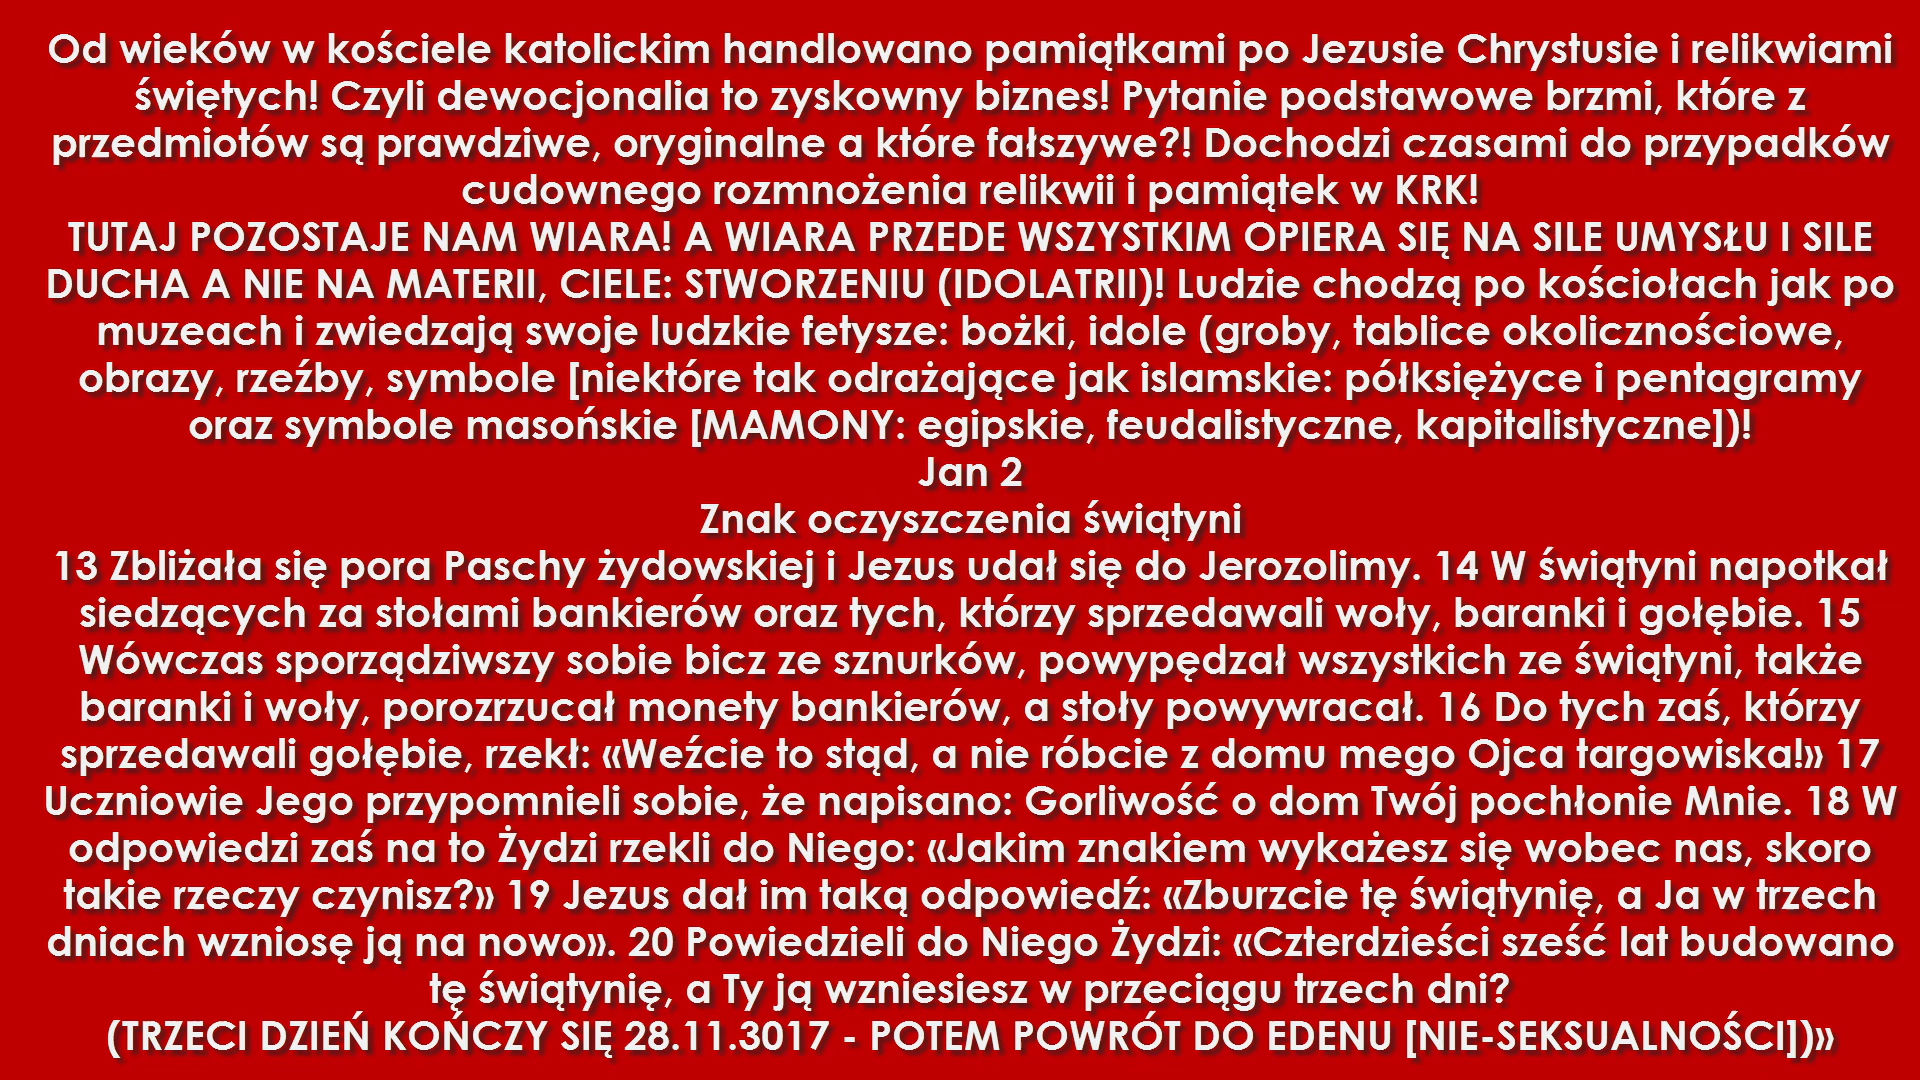 Od wieków w kościele katolickim handlowano pamiątkami po Jezusie Chrystusie i relikwiami
świętych! Czyli dewocjonalia to zyskowny biznes! Pytanie podstawowe brzmi, które z
przedmiotów są prawdziwe, oryginalne a które fałszywe?! Dochodzi czasami do przypadków
cudownego rozmnożenia relikwii i pamiątek w KRK!
TUTAJ POZOSTAJE NAM WIARA! A WIARA PRZEDE WSZYSTKIM OPIERA SIĘ NA SILE UMYSŁU I SILE
DUCHA A NIE NA MATERII, CIELE: STWORZENIU (IDOLATRII)! Ludzie chodzą po kościołach jak po
muzeach i zwiedzają swoje ludzkie fetysze: bożki, idole (groby, tablice okolicznościowe,
obrazy, rzeźby, symbole [niektóre tak odrażające jak islamskie: półksiężyce i pentagramy
oraz symbole masońskie [MAMONY: egipskie, feudalistyczne, kapitalistyczne])!
Jan 2
Znak oczyszczenia świątyni
13 Zbliżała się pora Paschy żydowskiej i Jezus udał się do Jerozolimy. 14 W świątyni napotkał
siedzących za stołami bankierów oraz tych, którzy sprzedawali woły, baranki i gołębie. 15
Wówczas sporządziwszy sobie bicz ze sznurków, powypędzał wszystkich ze świątyni, także
baranki i woły, porozrzucał monety bankierów, a stoły powywracał. 16 Do tych zaś, którzy
sprzedawali gołębie, rzekł: «Weźcie to stąd, a nie róbcie z domu mego Ojca targowiska!» 17
Uczniowie Jego przypomnieli sobie, że napisano: Gorliwość o dom Twój pochłonie Mnie. 18 W
odpowiedzi zaś na to Żydzi rzekli do Niego: «Jakim znakiem wykażesz się wobec nas, skoro
takie rzeczy czynisz?» 19 Jezus dał im taką odpowiedź: «Zburzcie tę świątynię, a Ja w trzech
dniach wzniosę ją na nowo». 20 Powiedzieli do Niego Żydzi: «Czterdzieści sześć lat budowano
tę świątynię, a Ty ją wzniesiesz w przeciągu trzech dni?
(TRZECI DZIEŃ KOŃCZY SIĘ 28.11.3017 - POTEM POWRÓT DO EDENU [NIE-SEKSUALNOŚCI])»